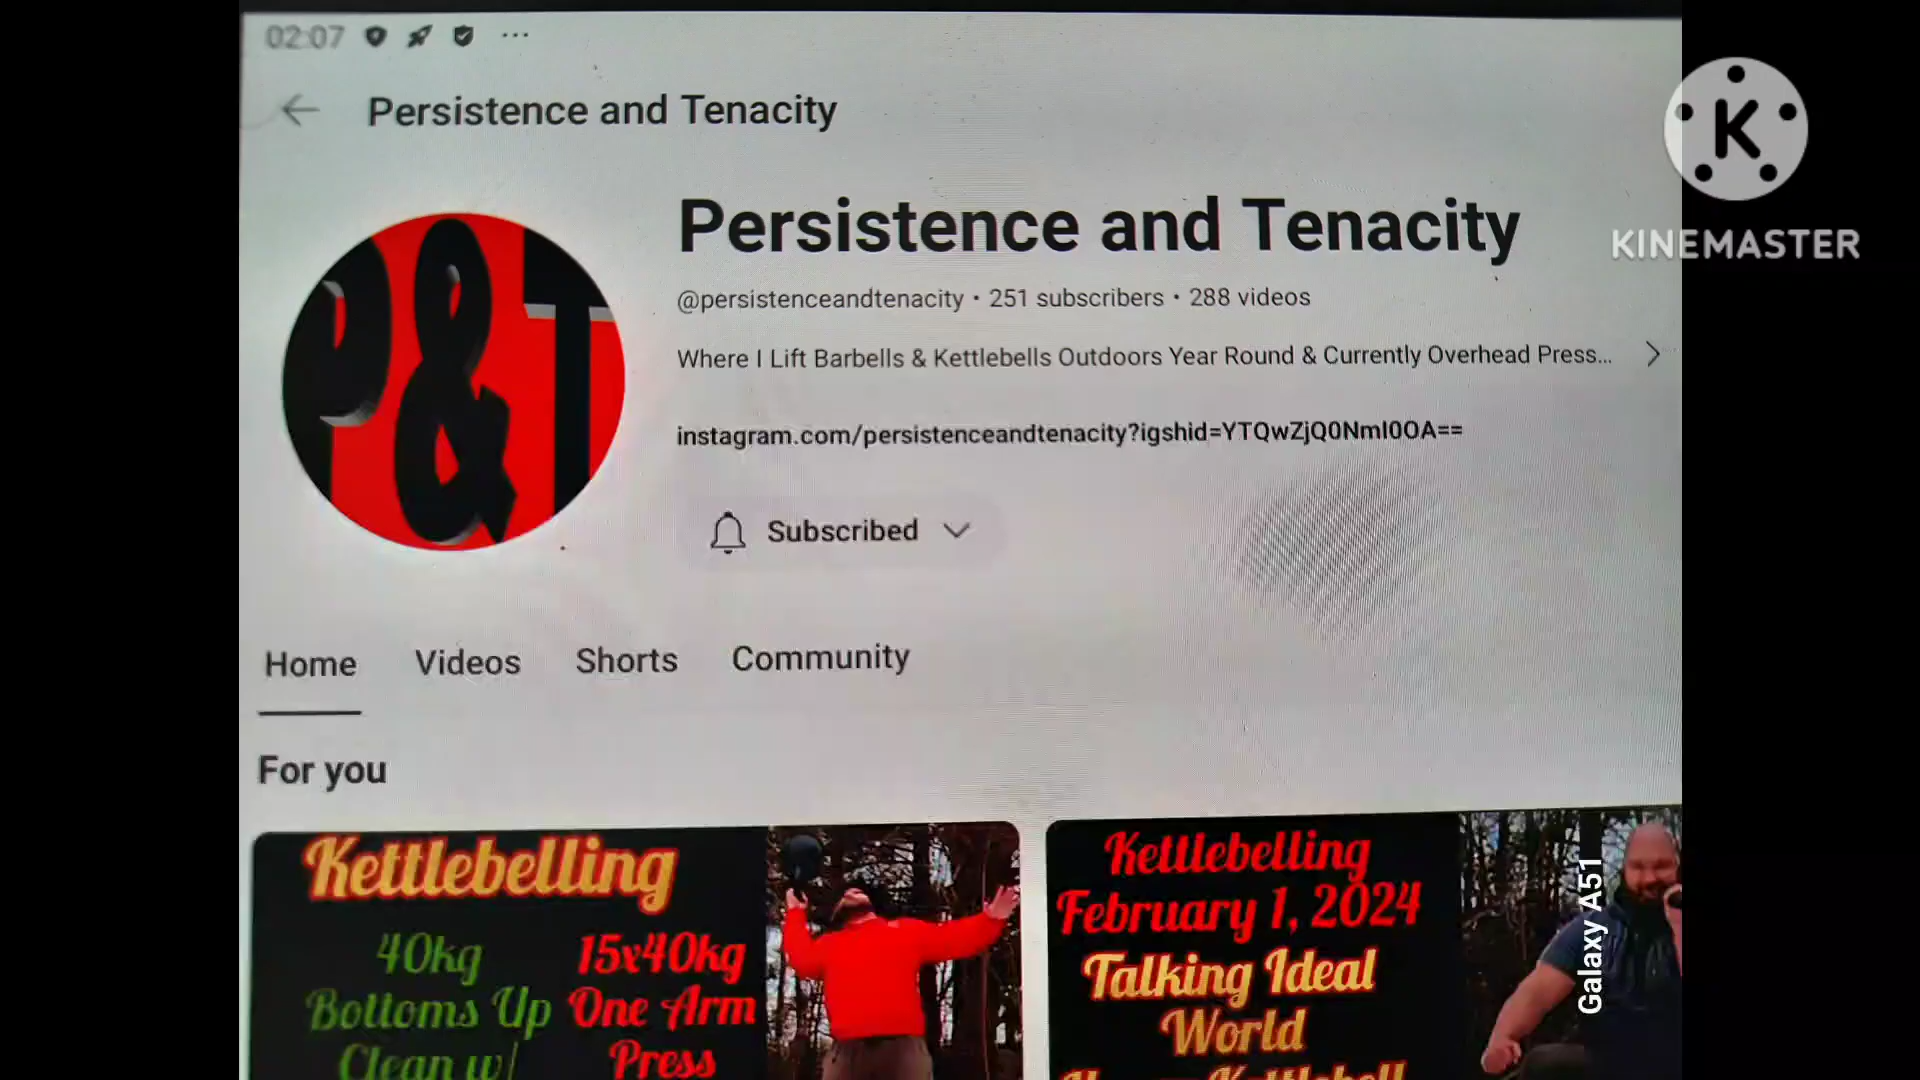 02:07
Persistence and Tenacity
P&T
Persistence and Tenacity
@persistenceandtenacity • 251 subscribers • 288 videos
Where I Lift Barbells & Kettlebells Outdoors Year Round & Currently Overhead Press...
instagram.com/persistenceandtenacity?igshid=YTQwZjQ0NmI0OA==
Subscribed
Home Videos Shorts Community
For you
Kettlebelling
40kg
Bottoms Up
Clean w/
15x40kg
One Arm
Press
Kettlebelling
February 1, 2024
Talking Ideal
World
Kettlebell
Galaxy A51
K
KINEMASTER